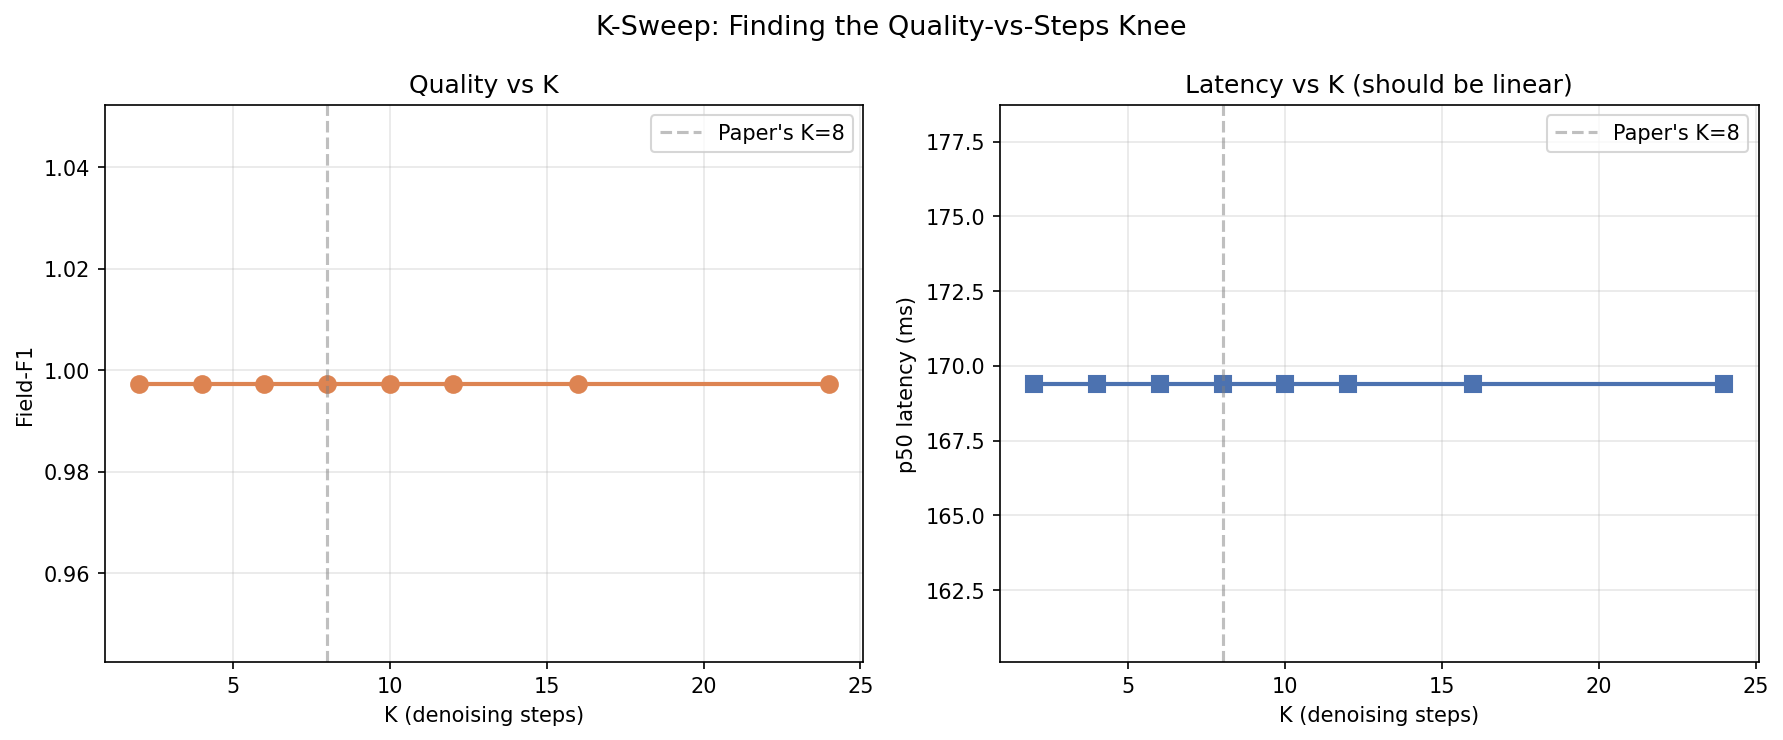 K-Sweep: Finding the Quality-vs-Steps Knee
Quality vs K
Paper's K=8
1.04
1.02
1.00
0.98
0.96
Field-F1
5
10
15
20
25
K (denoising steps)
Latency vs K (should be linear)
Paper's K=8
177.5
175.0
172.5
170.0
167.5
165.0
162.5
p50 latency (ms)
5
10
15
20
25
K (denoising steps)